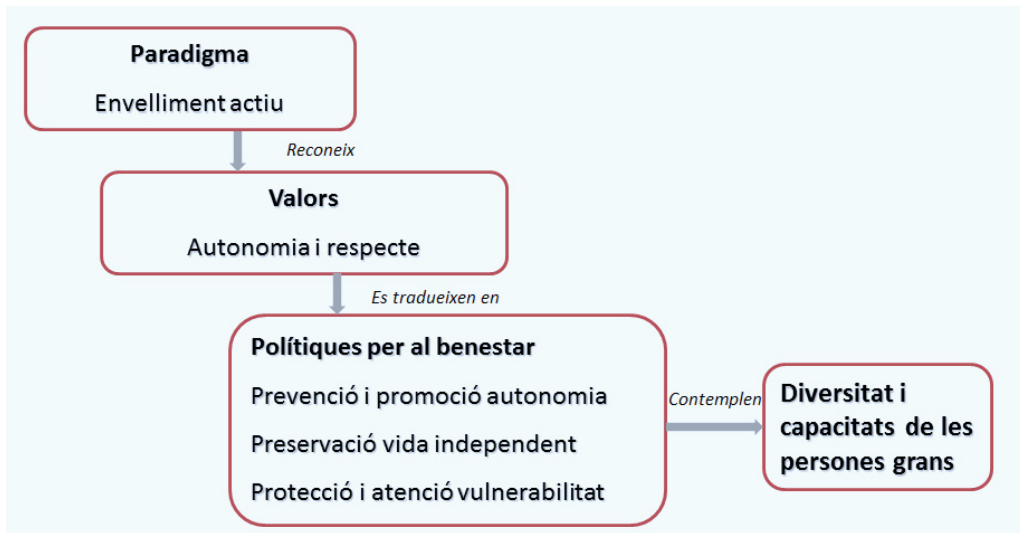 Paradigma
Envelliment actiu
Reconeix
Valors
Autonomia i respecte
Es tradueixen en
Polítiques per al benestar
Prevenció i promoció autonomia
Preservació vida independent
Protecció i atenció vulnerabilitat
Contemplen
Diversitat i
capacitats de les
persones grans